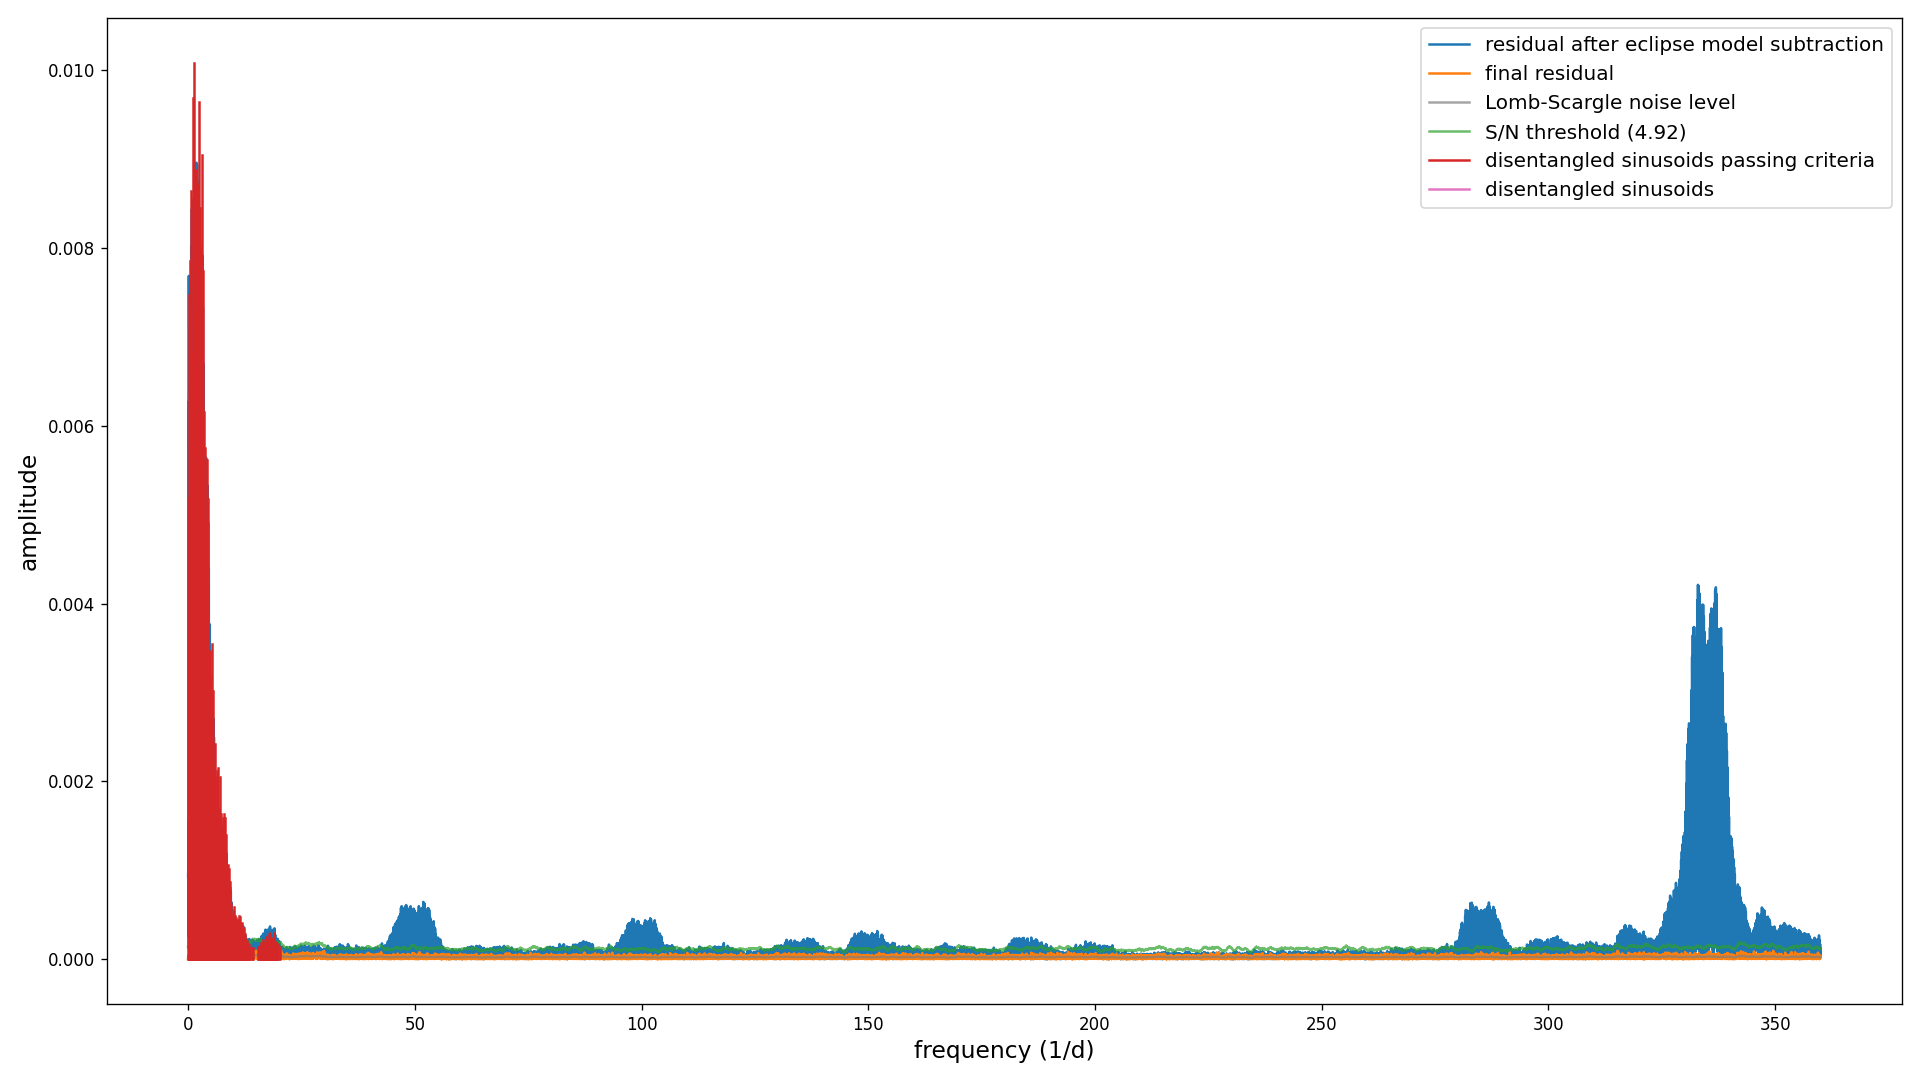 residual after eclipse model subtraction
final residual
Lomb-Scargle noise level
S/N threshold (4.92)
disentangled sinusoids passing criteria
disentangled sinusoids
0.010
0.008
0.006
0.004
0.002
0.000
amplitude
0 50 100 150 200 250 300 350
frequency (1/d)